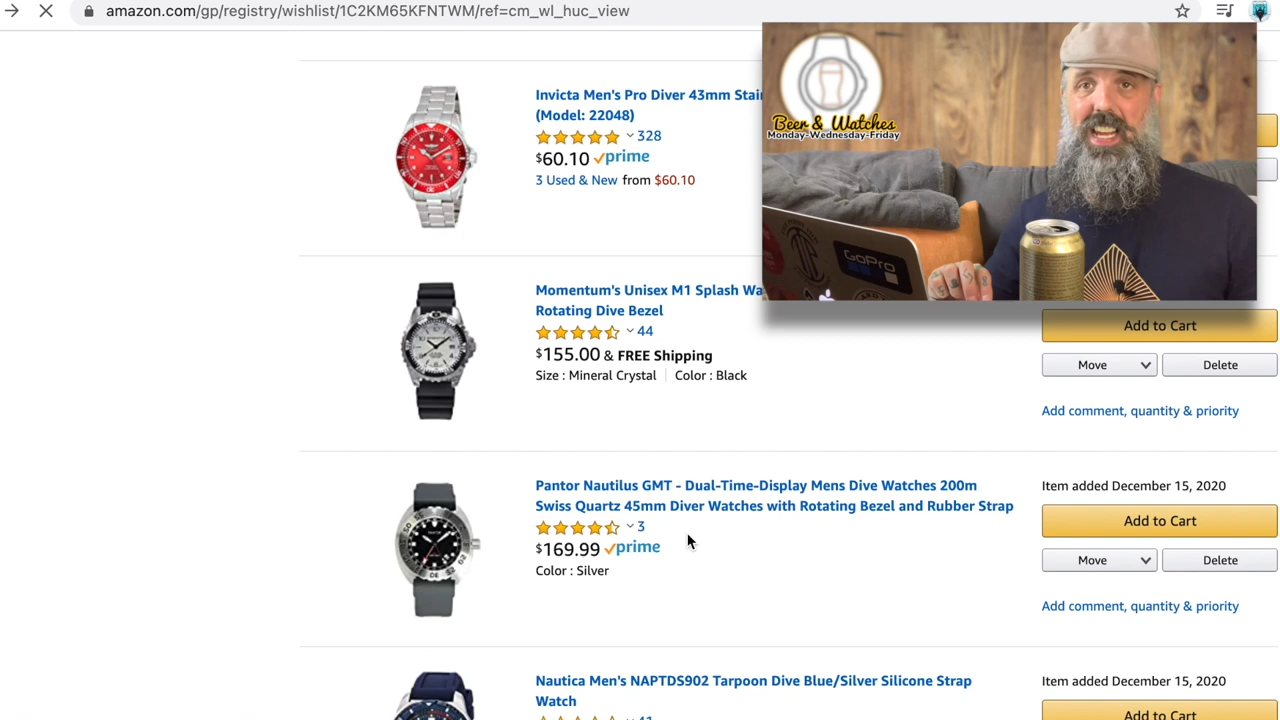 amazon.com/gp/registry/wishlist/1C2KM65KFNTWM/ref=cm_wl_huc_view
Invicta Men's Pro Diver 43mm Stai
(Model: 22048)
328
$60.10 prime
3 Used & New from $60.10
Beer & Watches
Monday-Wednesday-Friday
GoPro
Momentum's Unisex M1 Splash Wa
Rotating Dive Bezel
44
$155.00 & FREE Shipping
Size : Mineral Crystal Color : Black
Add to Cart
Move Delete
Add comment, quantity & priority
Pantor Nautilus GMT - Dual-Time-Display Mens Dive Watches 200m
Swiss Quartz 45mm Diver Watches with Rotating Bezel and Rubber Strap
3
$169.99 prime
Color : Silver
Item added December 15, 2020
Add to Cart
Move Delete
Add comment, quantity & priority
Nautica Men's NAPTDS902 Tarpoon Dive Blue/Silver Silicone Strap
Watch
41
Item added December 15, 2020
Add to Cart